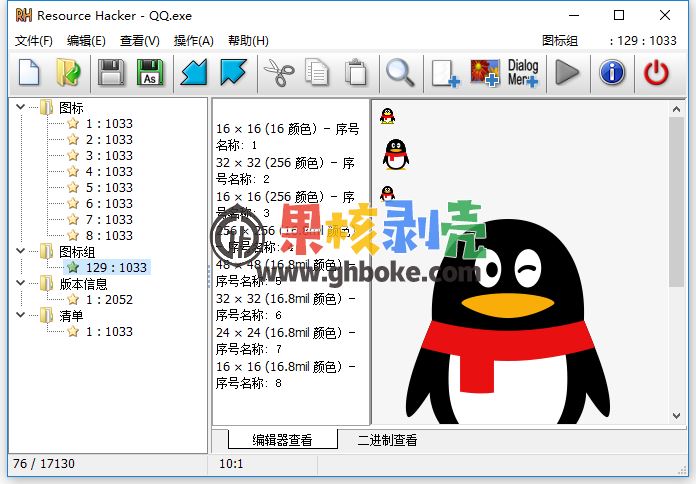 Resource Hacker - QQ.exe
文件(F) 编辑(E) 查看(V) 操作(A) 帮助(H) 图标组 : 129 : 1033
As
Dialog
Menu
图标
1 : 1033
2 : 1033
3 : 1033
4 : 1033
5 : 1033
6 : 1033
7 : 1033
8 : 1033
图标组
129 : 1033
版本信息
1 : 2052
清单
1 : 1033
16 × 16 (16 颜色) - 序号
名称: 1
32 × 32 (256 颜色) - 序
号名称: 2
16 × 16 (256 颜色) - 序
号名称: 3
256 × 256 (16.8mil 颜色)
- 序号名称: 4
48 × 48 (16.8mil 颜色) -
序号名称: 5
32 × 32 (16.8mil 颜色) -
序号名称: 6
24 × 24 (16.8mil 颜色) -
序号名称: 7
16 × 16 (16.8mil 颜色) -
序号名称: 8
果核剥壳
www.ghboke.com
编辑器查看 二进制查看
76 / 17130 10:1